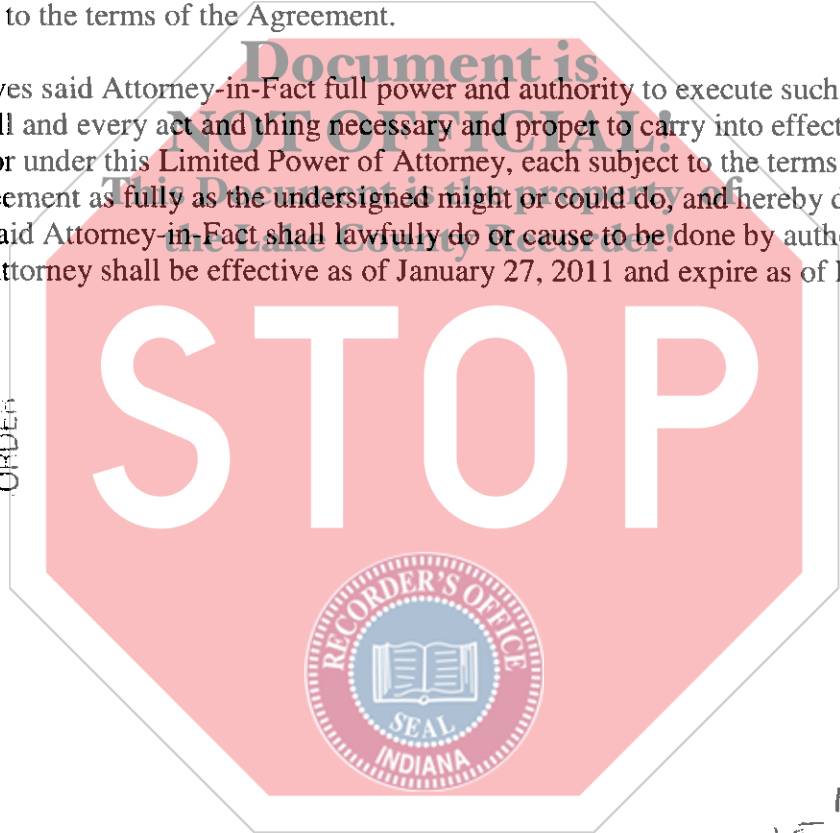 to the terms of the Agreement.
Document is
ves said Attorney-in-Fact full power and authority to execute such
NOT OFFICIAL!
ll and every act and thing necessary and proper to carry into effect
or under this Limited Power of Attorney, each subject to the terms
This Document is the property of
eement as fully as the undersigned might or could do, and hereby d
the Lake County Recorder!
aid Attorney-in-Fact shall lawfully do or cause to be done by autho
ttorney shall be effective as of January 27, 2011 and expire as of
STOP
ORDER
RECORDER'S OFFICE
SEAL
INDIANA